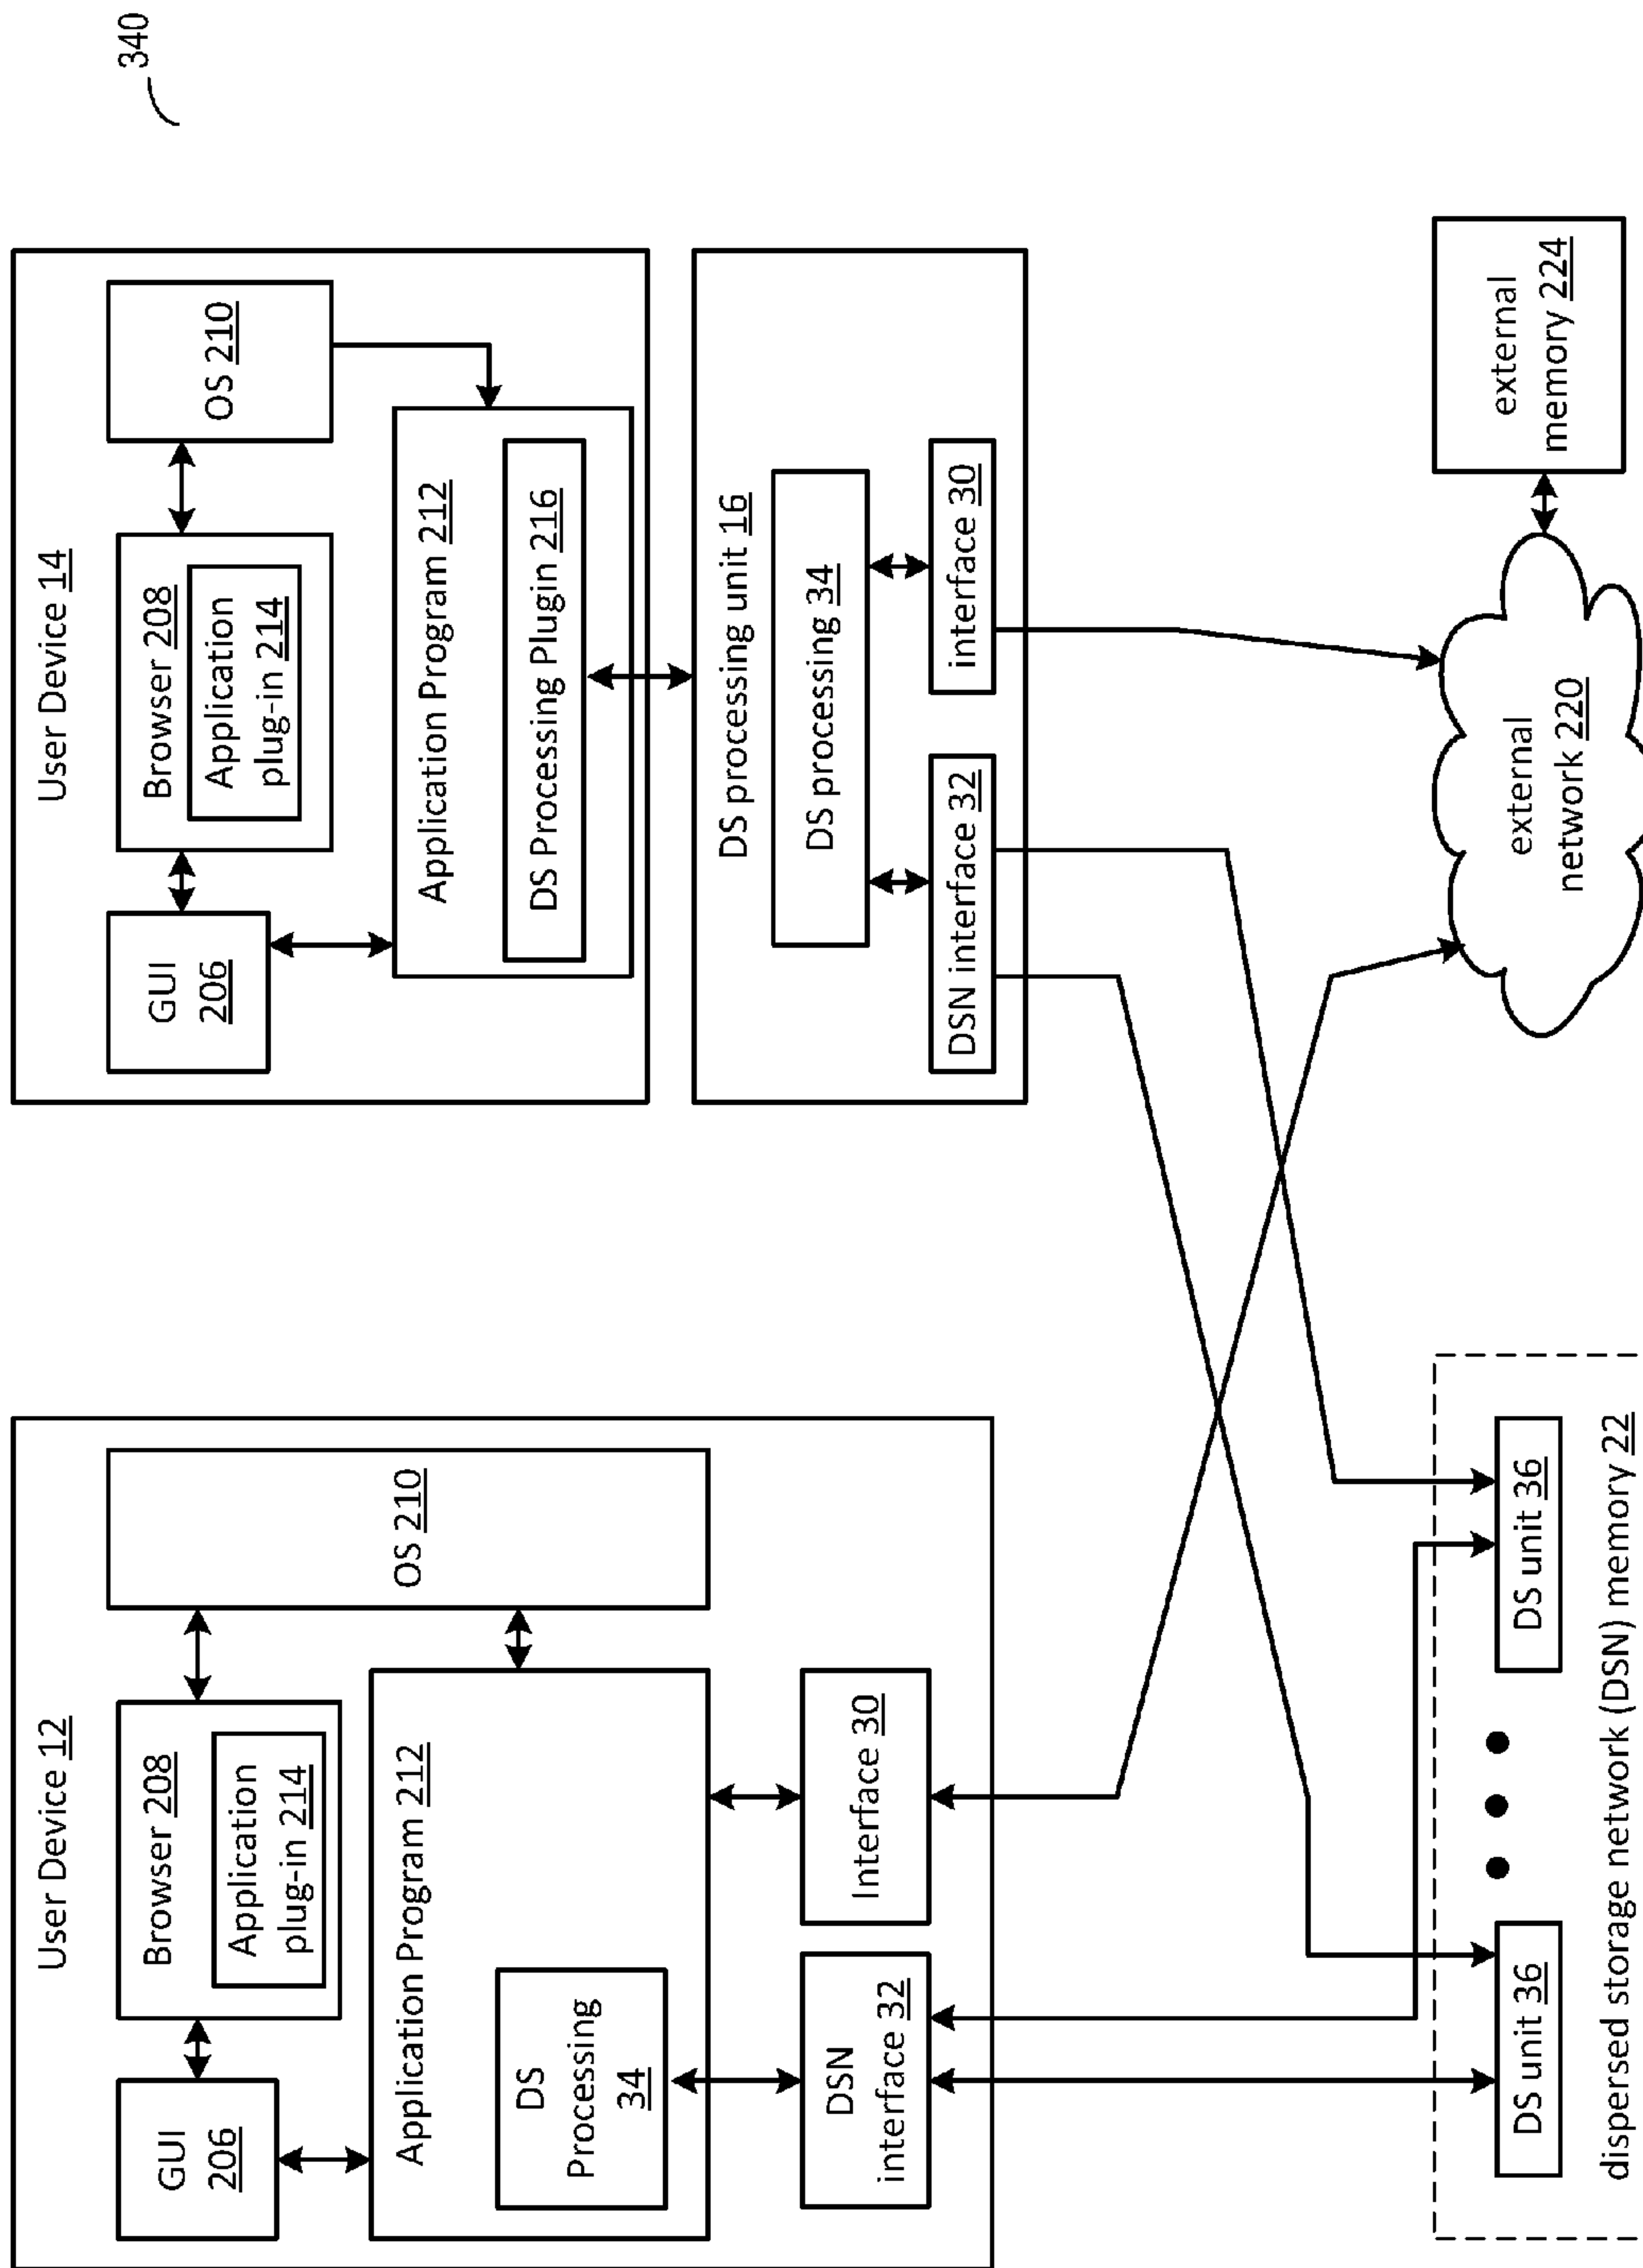 340
User Device 12
GUI
206
Browser 208
Application
plug-in 214
OS 210
Application Program 212
DS
Processing
34
DSN
interface 32
Interface 30
User Device 14
GUI
206
Browser 208
Application
plug-in 214
OS 210
Application Program 212
DS Processing Plugin 216
DS processing unit 16
DS processing 34
DSN interface 32
interface 30
DS unit 36
DS unit 36
dispersed storage network (DSN) memory 22
external
network 220
external
memory 224